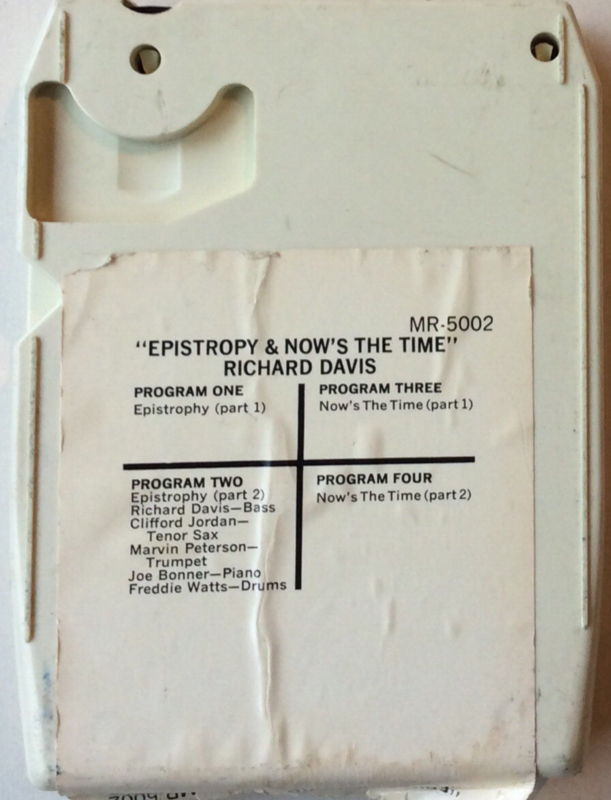 MR-5002
"EPISTROPY & NOW'S THE TIME"
RICHARD DAVIS
PROGRAM ONE
Epistrophy (part 1)
PROGRAM THREE
Now's The Time (part 1)
PROGRAM TWO
Epistrophy (part 2)
Richard Davis—Bass
Clifford Jordan—
Tenor Sax
Marvin Peterson—
Trumpet
Joe Bonner—Piano
Freddie Watts—Drums
PROGRAM FOUR
Now's The Time (part 2)